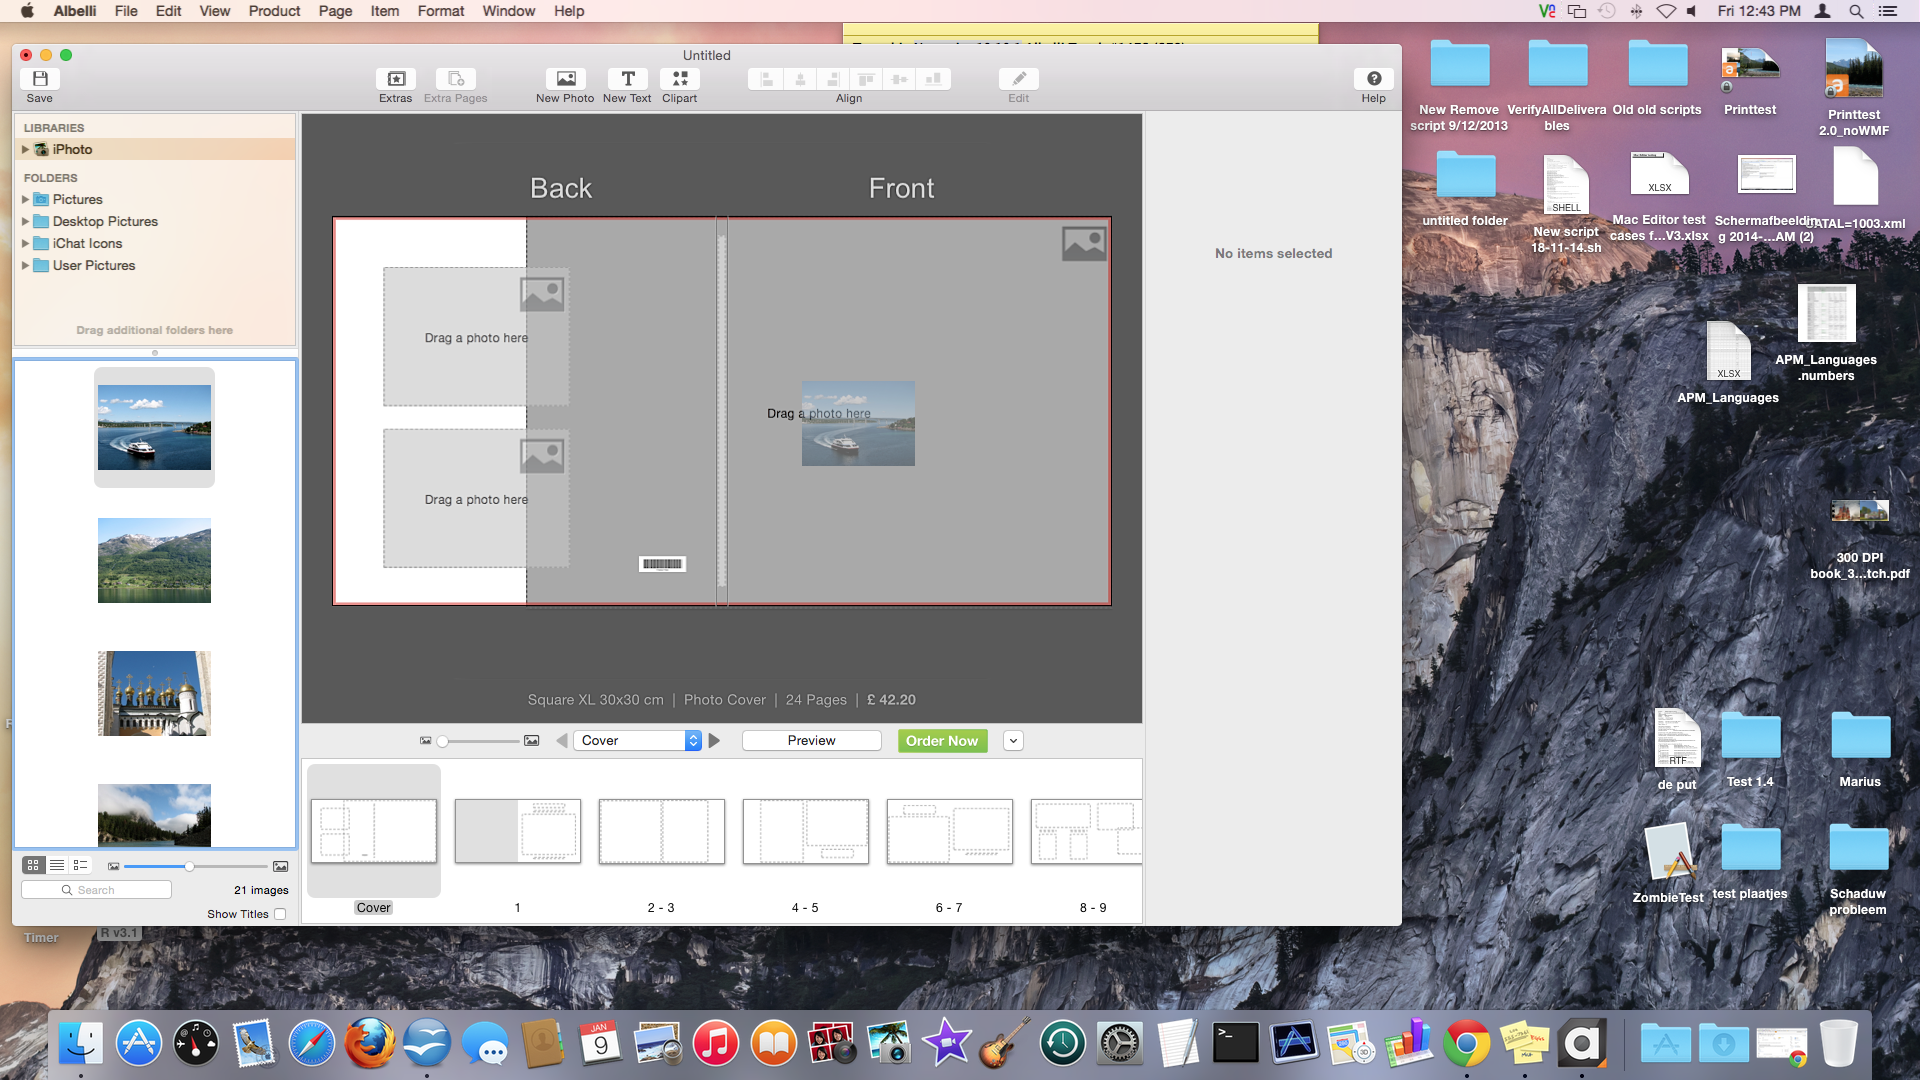 Albelli File Edit View Product Page Item Format Window Help
Fri 12:43 PM
Untitled
Save
Extras
Extra Pages
New Photo
New Text
Clipart
Align
Edit
Help
LIBRARIES
iPhoto
FOLDERS
Pictures
Desktop Pictures
iChat Icons
User Pictures
Drag additional folders here
Search
21 images
Show Titles
Back
Front
Drag a photo here
Drag a photo here
Drag a photo here
Square XL 30x30 cm | Photo Cover | 24 Pages | £ 42.20
Cover
Preview
Order Now
Cover
1
2 - 3
4 - 5
6 - 7
8 - 9
No items selected
New Remove
script 9/12/2013
VerifyAllDelivera
bles
Old old scripts
Printtest
Printtest
2.0_noWMF
untitled folder
SHELL
New script
18-11-14.sh
XLSX
Mac Editor test
cases f...V3.xlsx
Schermafbeeldin
g 2014-...AM (2)
CATAL=1003.xml
XLSX
APM_Languages
APM_Languages
.numbers
300 DPI
book_3...tch.pdf
RTF
de put
Test 1.4
Marius
ZombieTest
test plaatjes
Schaduw
probleem
Timer
R v3.1
JAN
9